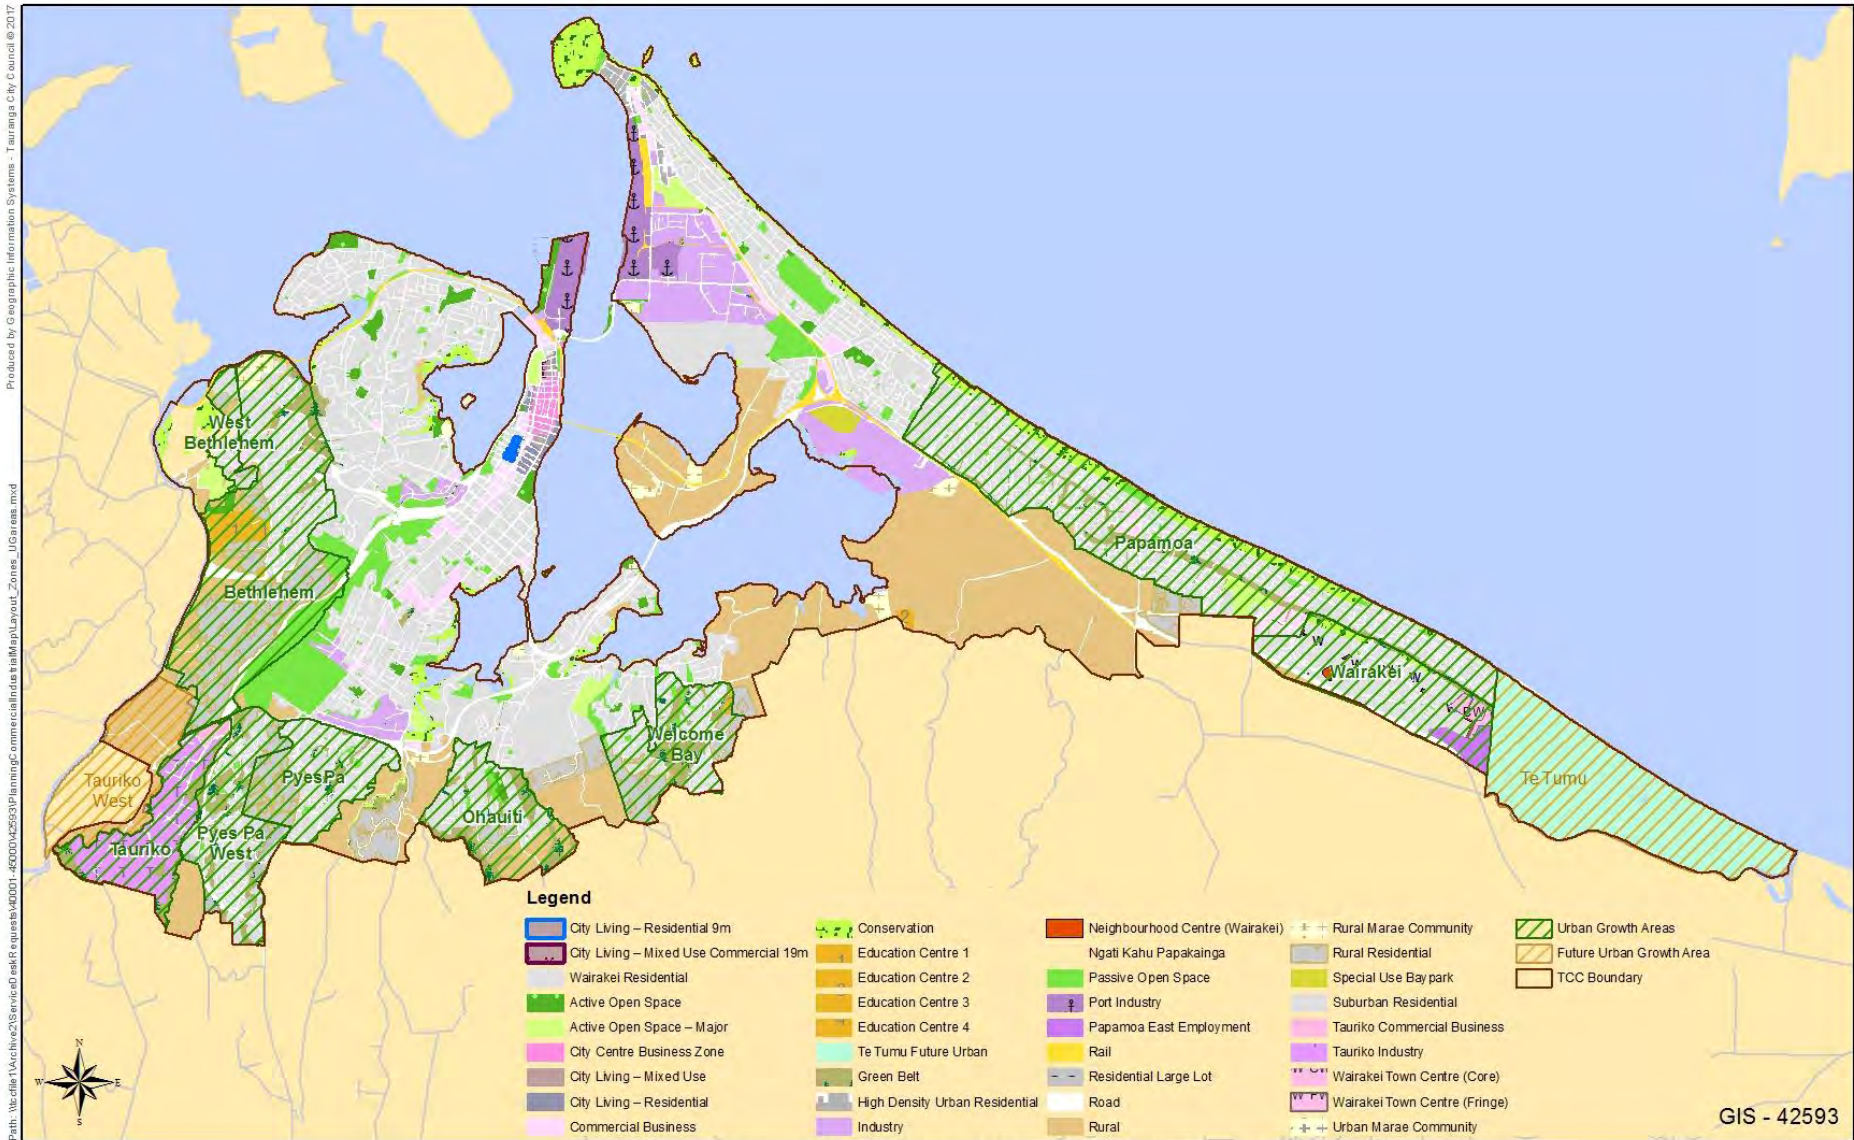 Produced by Geographic Information Systems - Tauranga City Council © 2017
West
Bethlehem
Bethlehem
Papamoa
Wairakei
Te Tumu
Tauriko
West
Pyes Pa
Welcome
Bay
Ohauiti
Pyes Pa
West
Tauriko
2
W
W
Legend
City Living – Residential 9m
City Living – Mixed Use Commercial 19m
Wairakei Residential
Active Open Space
Active Open Space – Major
City Centre Business Zone
City Living – Mixed Use
City Living – Residential
Commercial Business
Conservation
Education Centre 1
Education Centre 2
Education Centre 3
Education Centre 4
Te Tumu Future Urban
Green Belt
High Density Urban Residential
Industry
Neighbourhood Centre (Wairakei)
Ngati Kahu Papakainga
Passive Open Space
Port Industry
Papamoa East Employment
Rail
Residential Large Lot
Road
Rural
Rural Marae Community
Rural Residential
Special Use Baypark
Suburban Residential
Tauriko Commercial Business
Tauriko Industry
Wairakei Town Centre (Core)
Wairakei Town Centre (Fringe)
Urban Marae Community
Urban Growth Areas
Future Urban Growth Area
TCC Boundary
N
W
E
S
GIS - 42593